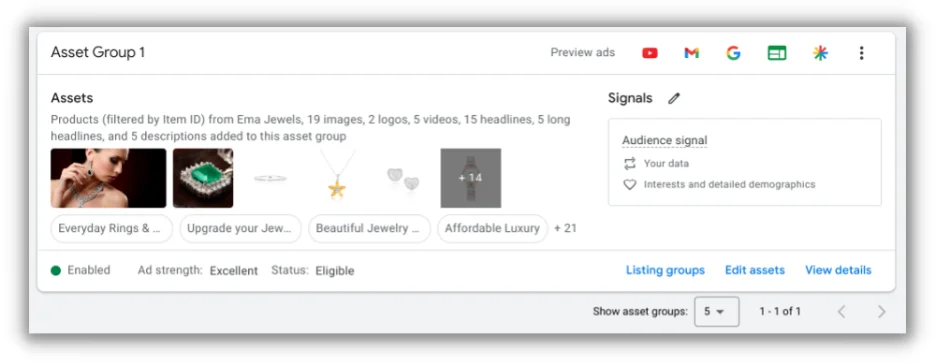 Asset Group 1
Preview ads
Assets
Products (filtered by Item ID) from Ema Jewels, 19 images, 2 logos, 5 videos, 15 headlines, 5 long
headlines, and 5 descriptions added to this asset group
+ 14
Everyday Rings & ...
Upgrade your Jew...
Beautiful Jewelry ...
Affordable Luxury
+ 21
Signals
Audience signal
Your data
Interests and detailed demographics
Enabled
Ad strength: Excellent
Status: Eligible
Listing groups
Edit assets
View details
Show asset groups: 5
1 - 1 of 1